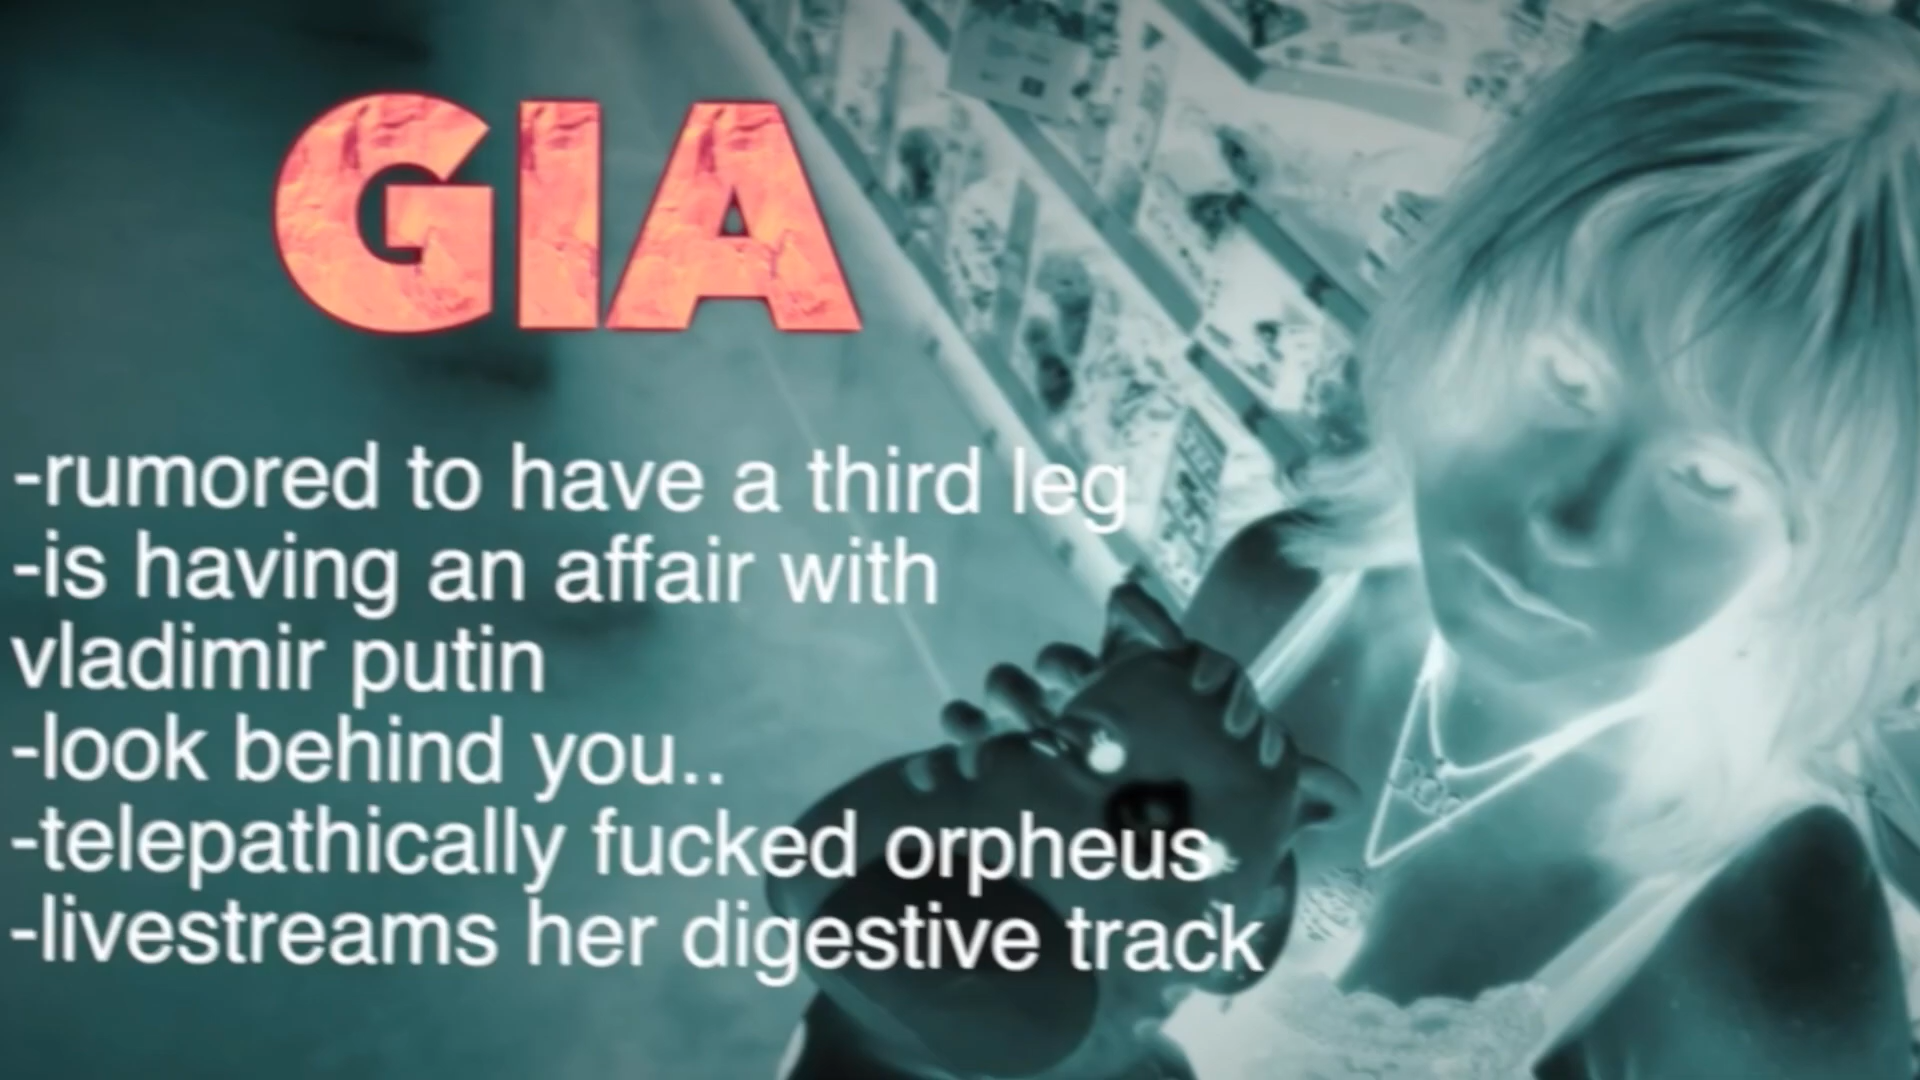 GIA
-rumored to have a third leg
-is having an affair with
vladimir putin
-look behind you..
-telepathically fucked orpheus
-livestreams her digestive track